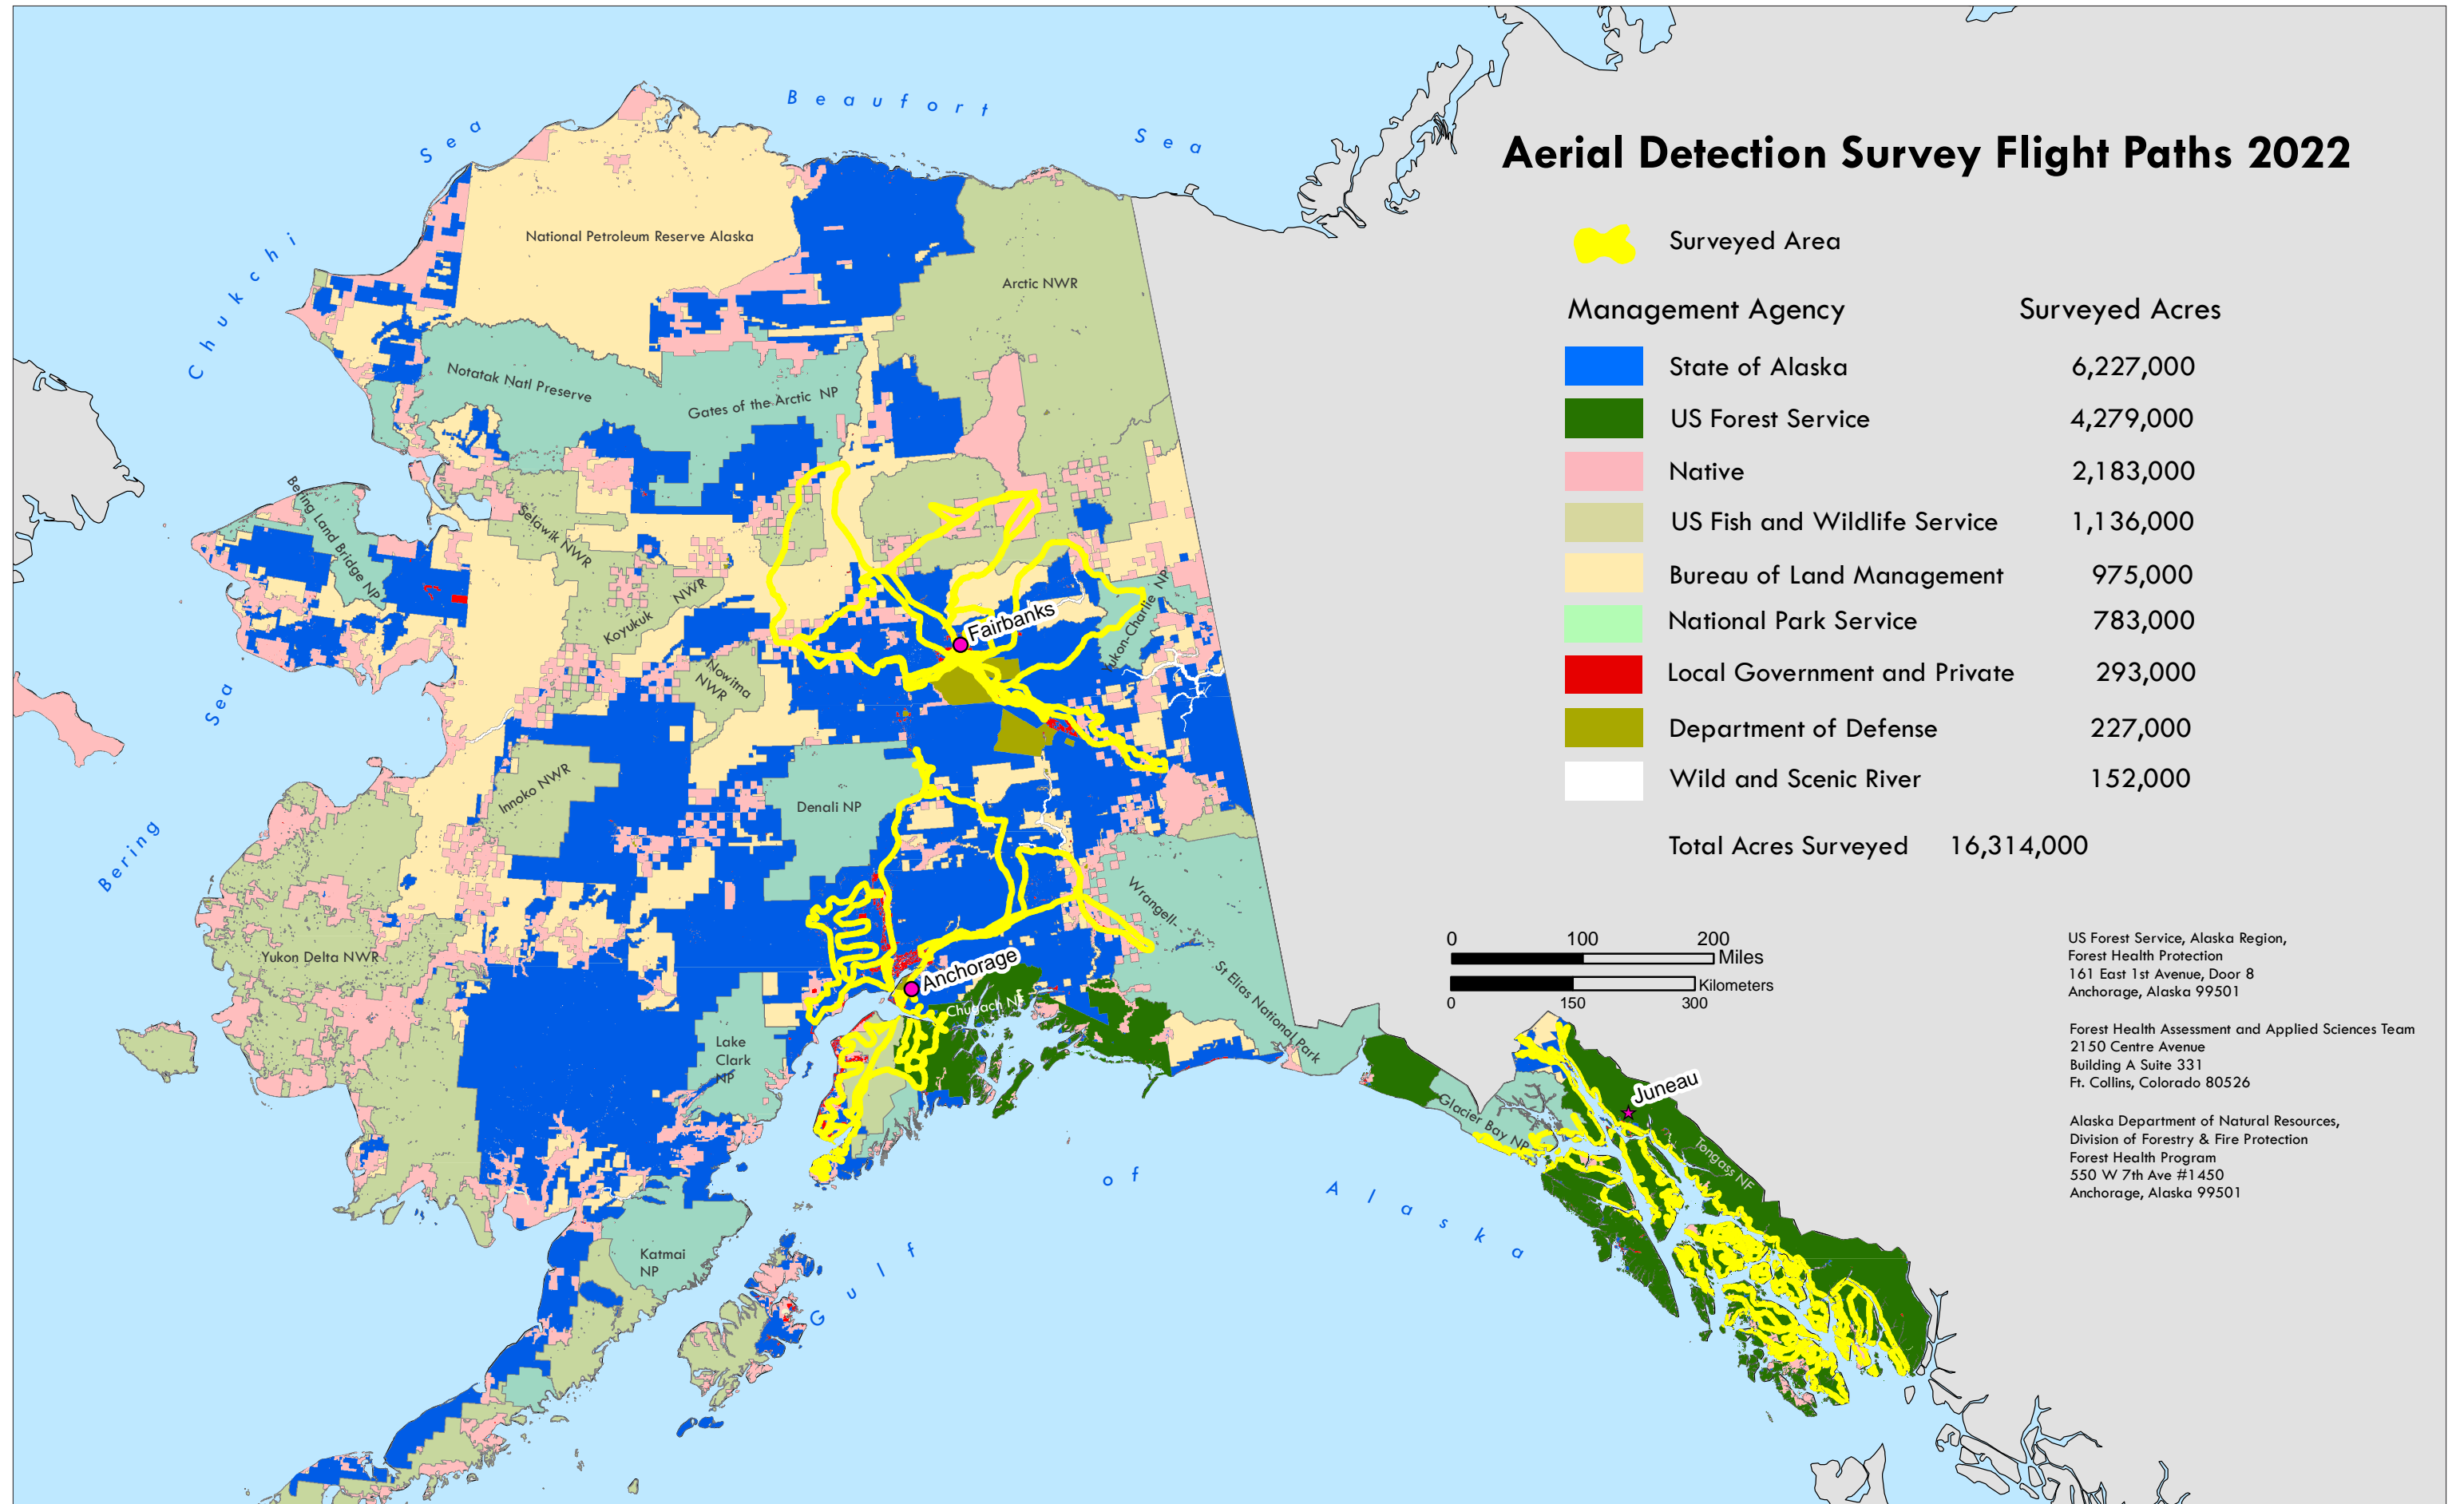 Aerial Detection Survey Flight Paths 2022
Surveyed Area
Management Agency Surveyed Acres
State of Alaska 6,227,000
US Forest Service 4,279,000
Native 2,183,000
US Fish and Wildlife Service 1,136,000
Bureau of Land Management 975,000
National Park Service 783,000
Local Government and Private 293,000
Department of Defense 227,000
Wild and Scenic River 152,000
Total Acres Surveyed 16,314,000
0 100 200
Miles
Kilometers
0 150 300
US Forest Service, Alaska Region,
Forest Health Protection
161 East 1st Avenue, Door 8
Anchorage, Alaska 99501
Forest Health Assessment and Applied Sciences Team
2150 Centre Avenue
Building A Suite 331
Ft. Collins, Colorado 80526
Alaska Department of Natural Resources,
Division of Forestry & Fire Protection
Forest Health Program
550 W 7th Ave #1450
Anchorage, Alaska 99501
Beaufort Sea
Chukchi Sea
Bering Sea
Gulf of Alaska
National Petroleum Reserve Alaska
Arctic NWR
Notatak Natl Preserve
Gates of the Arctic NP
Bering Land Bridge NP
Selawik NWR
Koyukuk NWR
Nowitna
NWR
Fairbanks
Yukon-Charlie NP
Innoko NWR
Denali NP
Wrangell-
St Elias National Park
Yukon Delta NWR
Anchorage
Chugach NF
Lake
Clark
NP
Katmai
NP
Glacier Bay NP
Juneau
Tongass NF